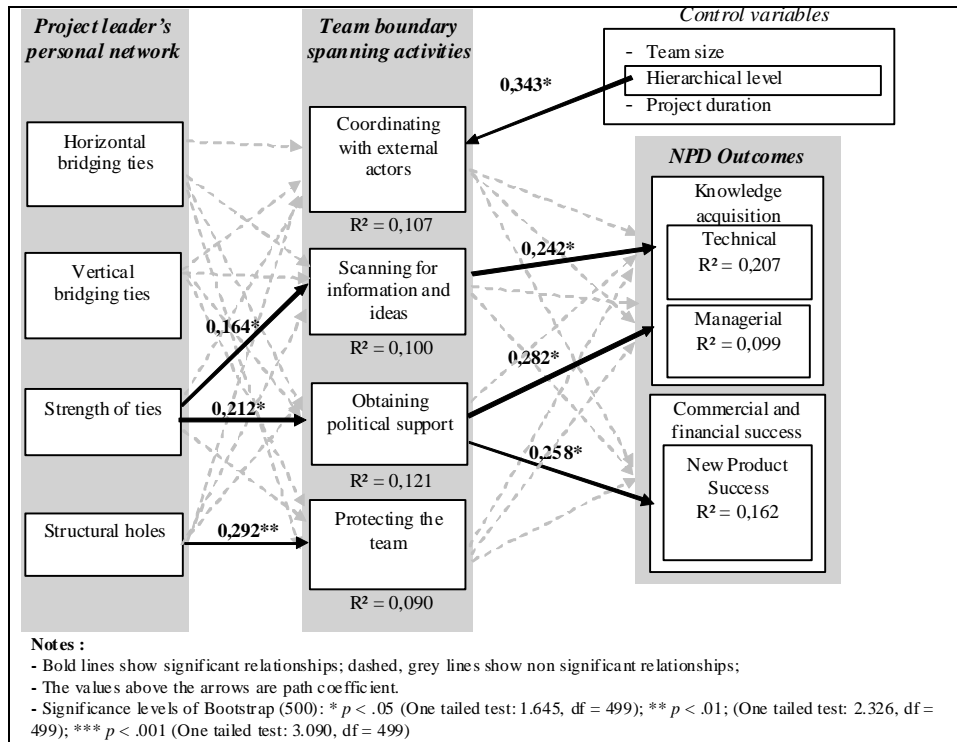 Project leader's
personal network
Team boundary
spanning activities
Control variables
- Team size
Hierarchical level
- Project duration
0,343*
Horizontal
bridging ties
Vertical
bridging ties
Strength of ties
Structural holes
0,164*
0,212*
0,292**
Coordinating
with external
actors
R² = 0,107
Scanning for
information and
ideas
R² = 0,100
Obtaining
political support
R² = 0,121
Protecting the
team
R² = 0,090
0,242*
0,282*
0,258*
NPD Outcomes
Knowledge
acquisition
Technical
R² = 0,207
Managerial
R² = 0,099
Commercial and
financial success
New Product
Success
R² = 0,162
Notes :
- Bold lines show significant relationships; dashed, grey lines show non significant relationships;
- The values above the arrows are path coefficient.
- Significance levels of Bootstrap (500): * p < .05 (One tailed test: 1.645, df = 499); ** p < .01; (One tailed test: 2.326, df =
499); *** p < .001 (One tailed test: 3.090, df = 499)